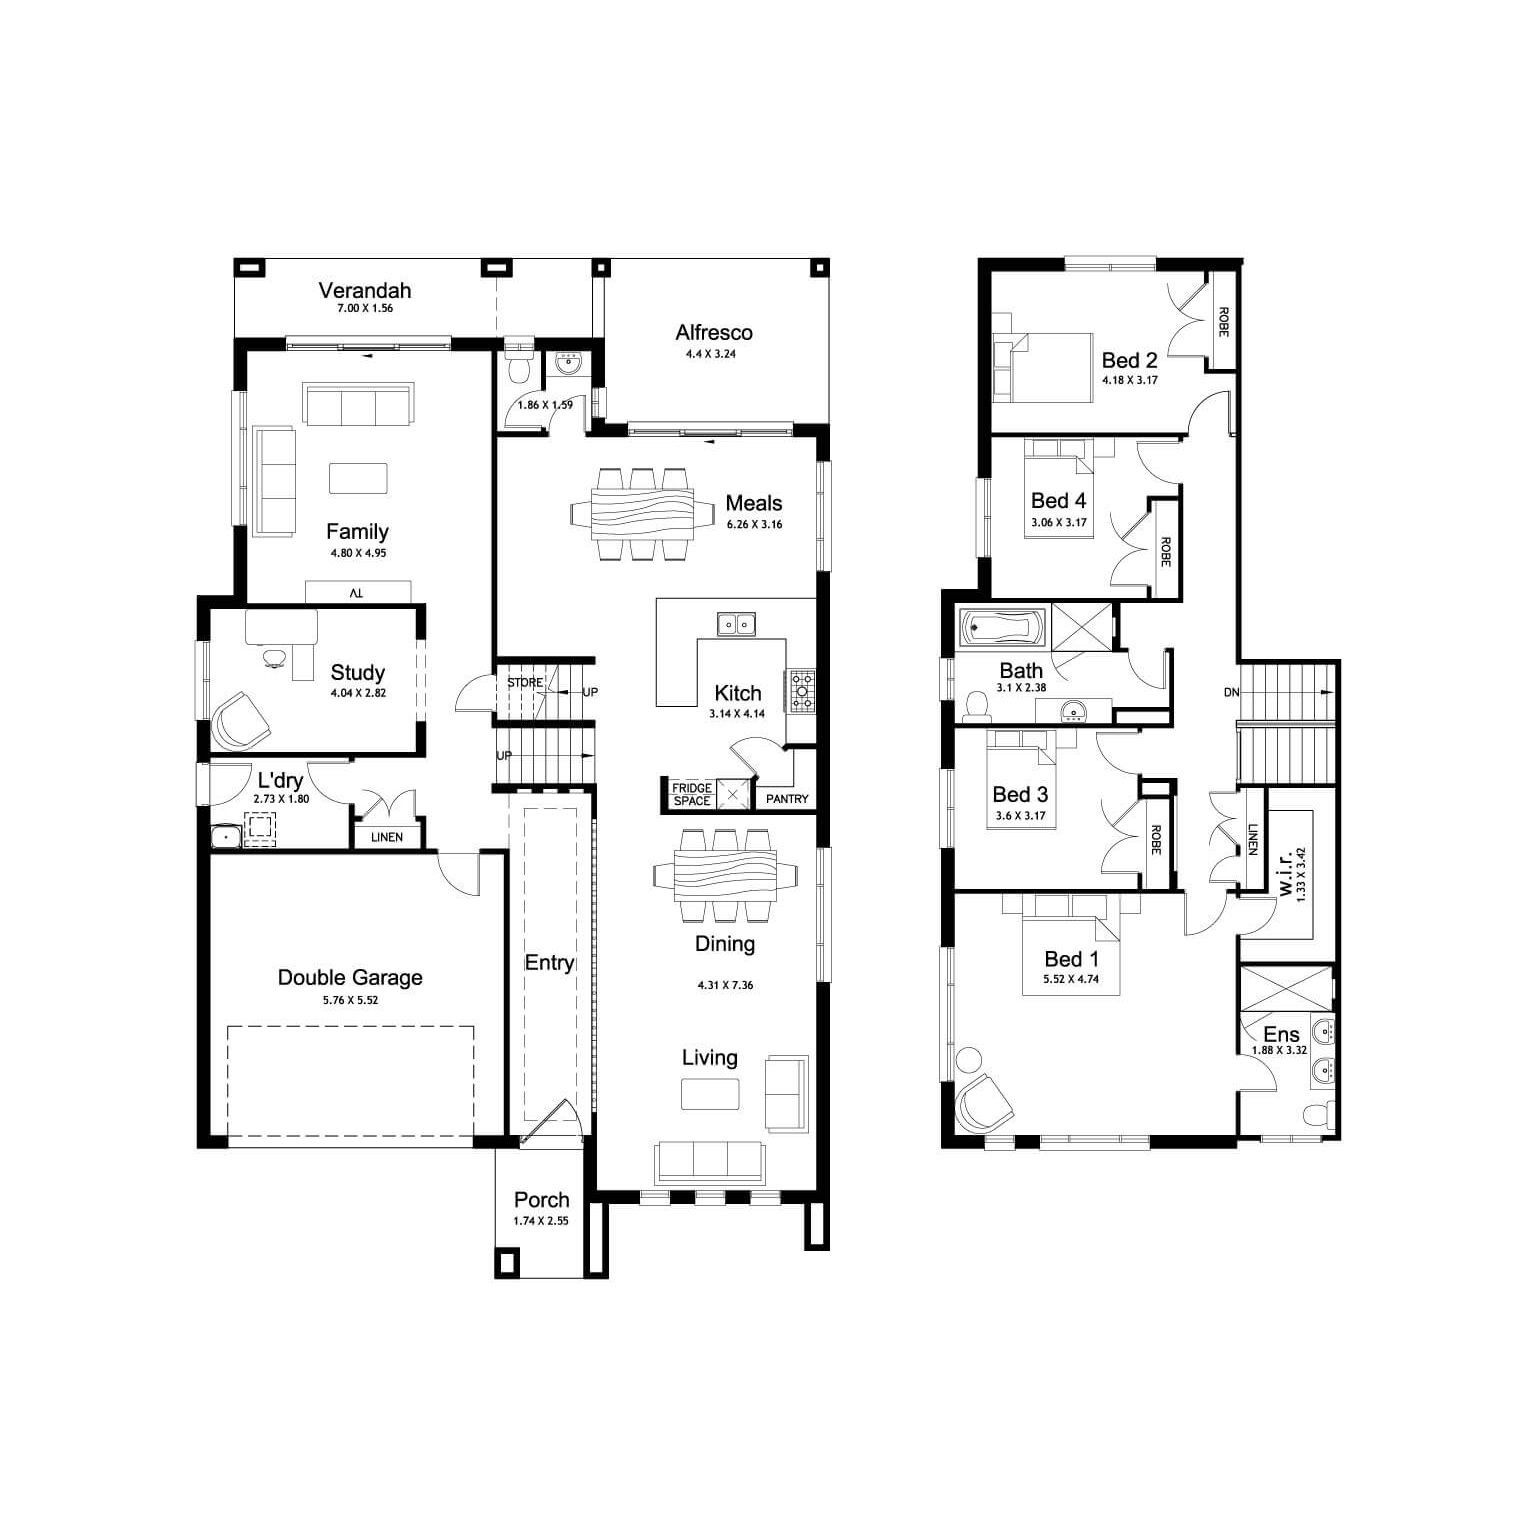 Verandah
7.00 X 1.56
Alfresco
4.4 X 3.24
1.86 X 1.59
Meals
6.26 X 3.16
Family
4.80 X 4.95
TV
Study
4.04 X 2.82
STORE
UP
Kitch
3.14 X 4.14
UP
L'dry
2.73 X 1.80
LINEN
FRIDGE
SPACE
PANTRY
Dining
4.31 X 7.36
Entry
Double Garage
5.76 X 5.52
Living
Porch
1.74 X 2.55
ROBE
Bed 2
4.18 X 3.17
Bed 4
3.06 X 3.17
ROBE
Bath
3.1 X 2.38
DN
Bed 3
3.6 X 3.17
ROBE
LINEN
w.i.r.
1.33 X 3.42
Bed 1
5.52 X 4.74
Ens
1.88 X 3.32